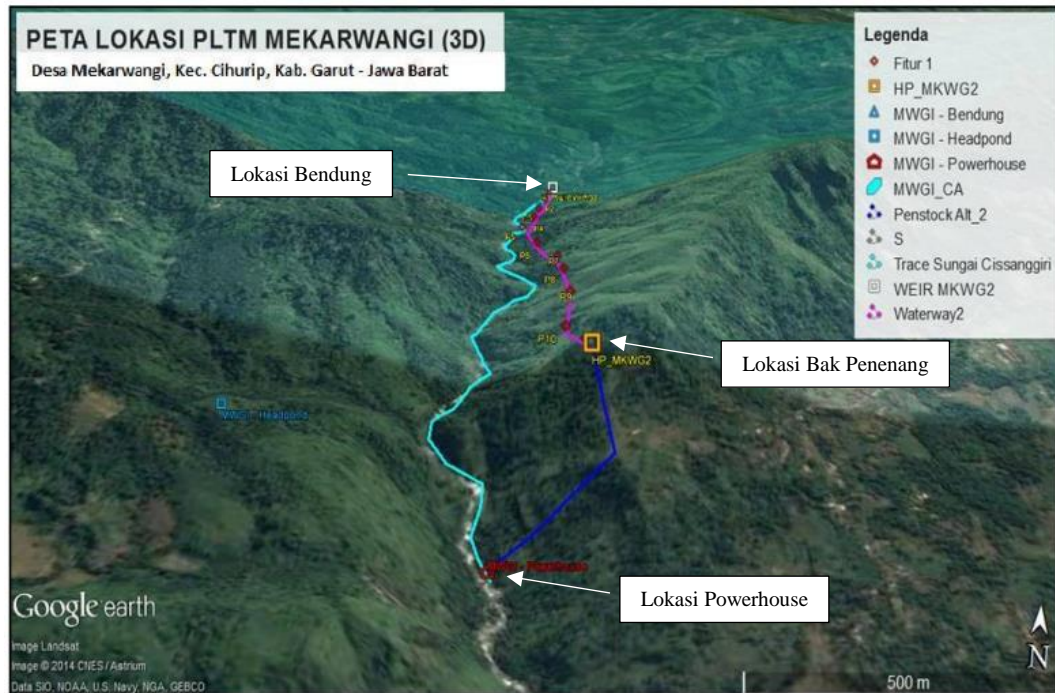 PETA LOKASI PLTM MEKARWANGI (3D)
Desa Mekarwangi, Kec. Cihurip, Kab. Garut - Jawa Barat
Legenda
Fitur 1
HP_MKWG2
MWGI - Bendung
MWGI - Headpond
MWGI - Powerhouse
MWGI_CA
Penstock Alt_2
S
Trace Sungai Cissanggiri
WEIR MKWG2
Waterway2
Lokasi Bendung
P8
P9
P10
HP_MKWG2
Lokasi Bak Penenang
MWGI - Headpond
MWGI - Powerhouse
Lokasi Powerhouse
Google earth
Image Landsat
Image © 2014 CNES / Astrium
Data SIO, NOAA, U.S. Navy, NGA, GEBCO
N
500 m